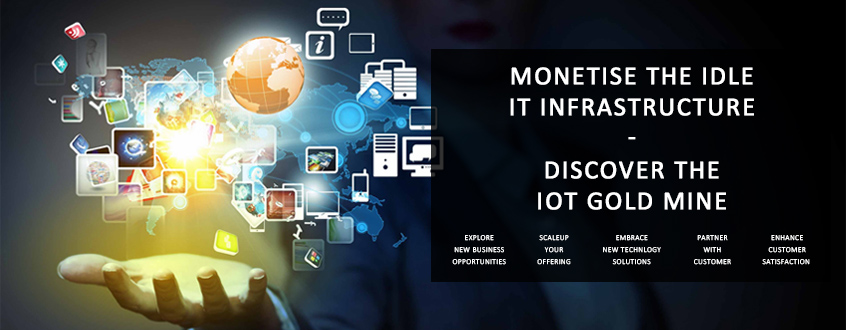 MONETISE THE IDLE
IT INFRASTRUCTURE
-
DISCOVER THE
IOT GOLD MINE
EXPLORE
NEW BUSINESS
OPPORTUNITIES
SCALEUP
YOUR
OFFERING
EMBRACE
NEW TECHNLOGY
SOLUTIONS
PARTNER
WITH
CUSTOMER
ENHANCE
CUSTOMER
SATISFACTION